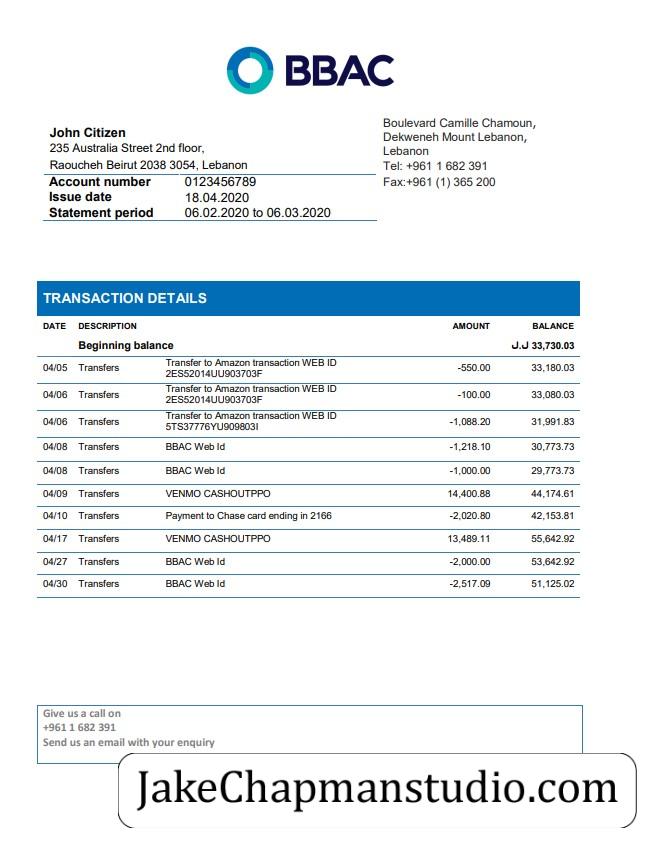 BBAC
John Citizen
235 Australia Street 2nd floor,
Raoucheh Beirut 2038 3054, Lebanon
Account number 0123456789
Issue date 18.04.2020
Statement period 06.02.2020 to 06.03.2020
Boulevard Camille Chamoun,
Dekweneh Mount Lebanon,
Lebanon
Tel: +961 1 682 391
Fax:+961 (1) 365 200
TRANSACTION DETAILS
DATE DESCRIPTION AMOUNT BALANCE
Beginning balance ل.ل 33,730.03
04/05 Transfers Transfer to Amazon transaction WEB ID
2ES52014UU903703F -550.00 33,180.03
04/06 Transfers Transfer to Amazon transaction WEB ID
2ES52014UU903703F -100.00 33,080.03
04/06 Transfers Transfer to Amazon transaction WEB ID
5TS37776YU909803I -1,088.20 31,991.83
04/08 Transfers BBAC Web Id -1,218.10 30,773.73
04/08 Transfers BBAC Web Id -1,000.00 29,773.73
04/09 Transfers VENMO CASHOUTPPO 14,400.88 44,174.61
04/10 Transfers Payment to Chase card ending in 2166 -2,020.80 42,153.81
04/17 Transfers VENMO CASHOUTPPO 13,489.11 55,642.92
04/27 Transfers BBAC Web Id -2,000.00 53,642.92
04/30 Transfers BBAC Web Id -2,517.09 51,125.02
Give us a call on
+961 1 682 391
Send us an email with your enquiry
JakeChapmanstudio.com